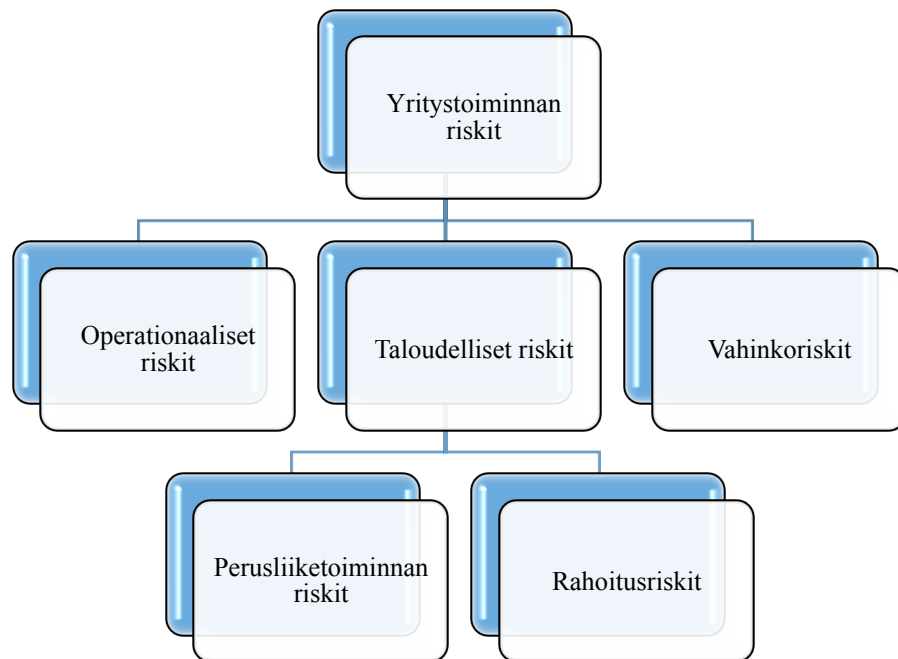 Yritystoiminnan
riskit
Operationaaliset
riskit
Taloudelliset riskit
Vahinkoriskit
Perusliiketoiminnan
riskit
Rahoitusriskit